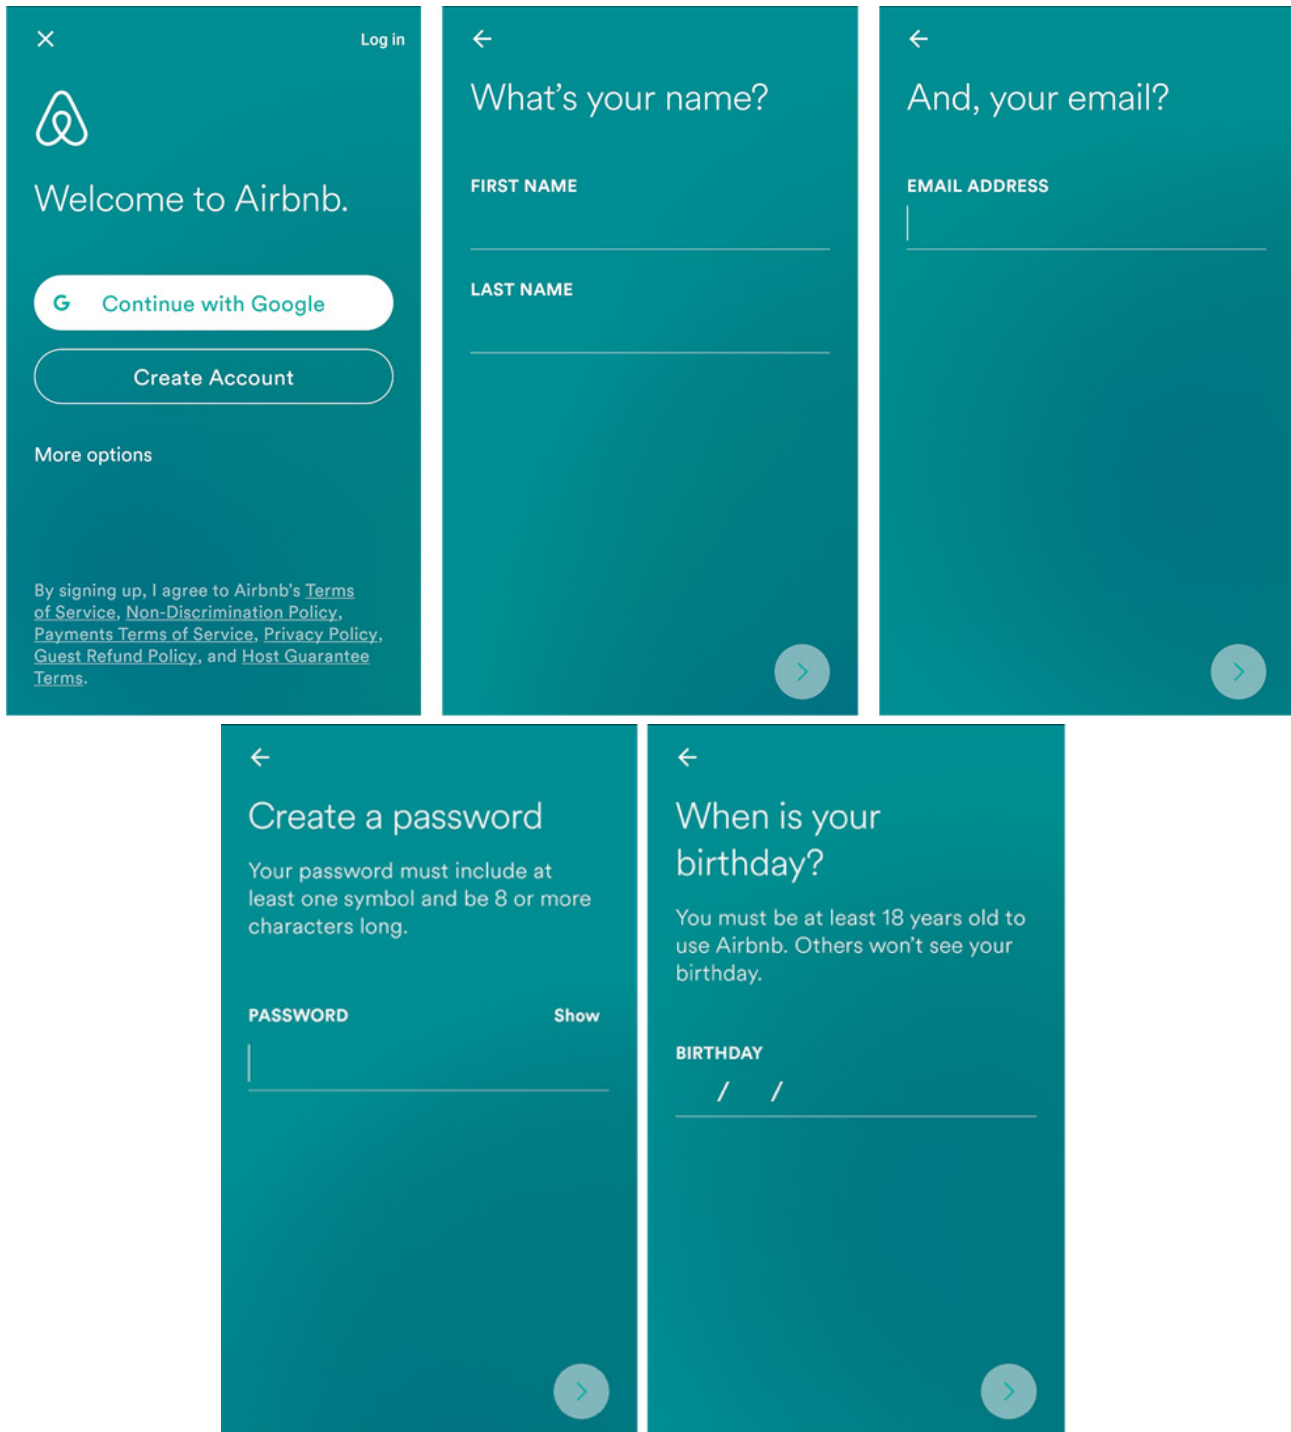 Log in
Welcome to Airbnb.
G Continue with Google
Create Account
More options
By signing up, I agree to Airbnb's Terms
of Service, Non-Discrimination Policy,
Payments Terms of Service, Privacy Policy,
Guest Refund Policy, and Host Guarantee
Terms.
What's your name?
FIRST NAME
LAST NAME
And, your email?
EMAIL ADDRESS
Create a password
Your password must include at
least one symbol and be 8 or more
characters long.
PASSWORD Show
When is your
birthday?
You must be at least 18 years old to
use Airbnb. Others won't see your
birthday.
BIRTHDAY
/ /